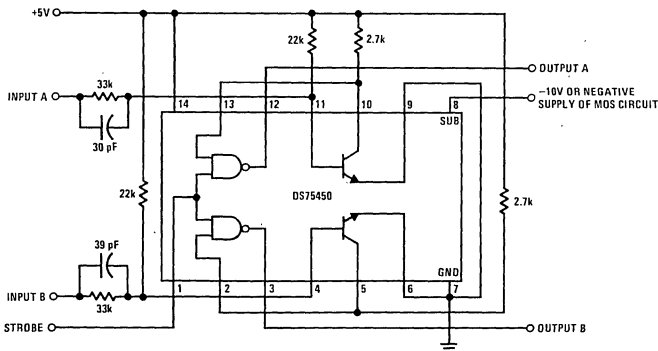 +5V
22k
2.7k
OUTPUT A
33k
INPUT A
14 13 12 11 10 9 8
–10V OR NEGATIVE
SUPPLY OF MOS CIRCUIT
SUB
30 pF
22k
DS75450
2.7k
39 pF
GND
INPUT B
1 2 3 4 5 6 7
33k
STROBE
OUTPUT B